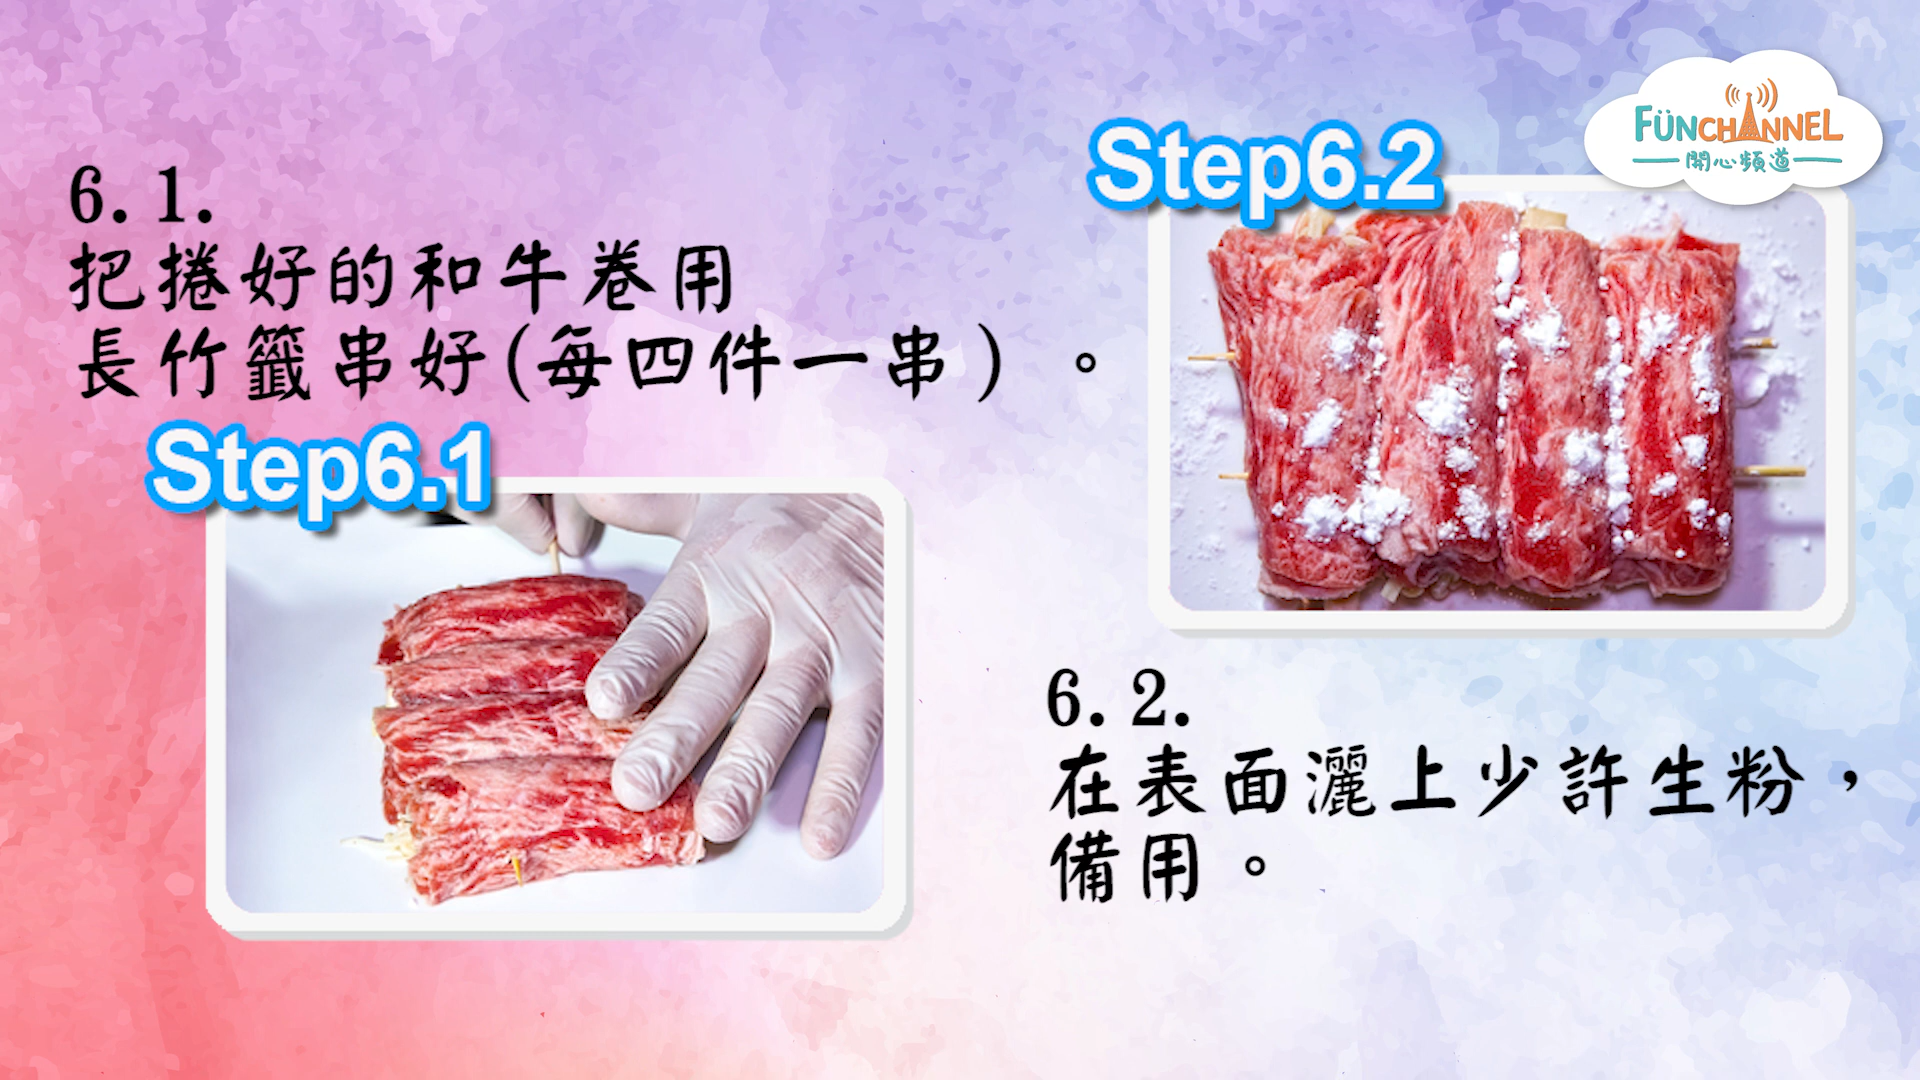 FÜNCHANNEL
開心頻道
6.1.
把捲好的和牛卷用
長竹籤串好(每四件一串)。
Step6.1
Step6.2
6.2.
在表面灑上少許生粉，
備用。